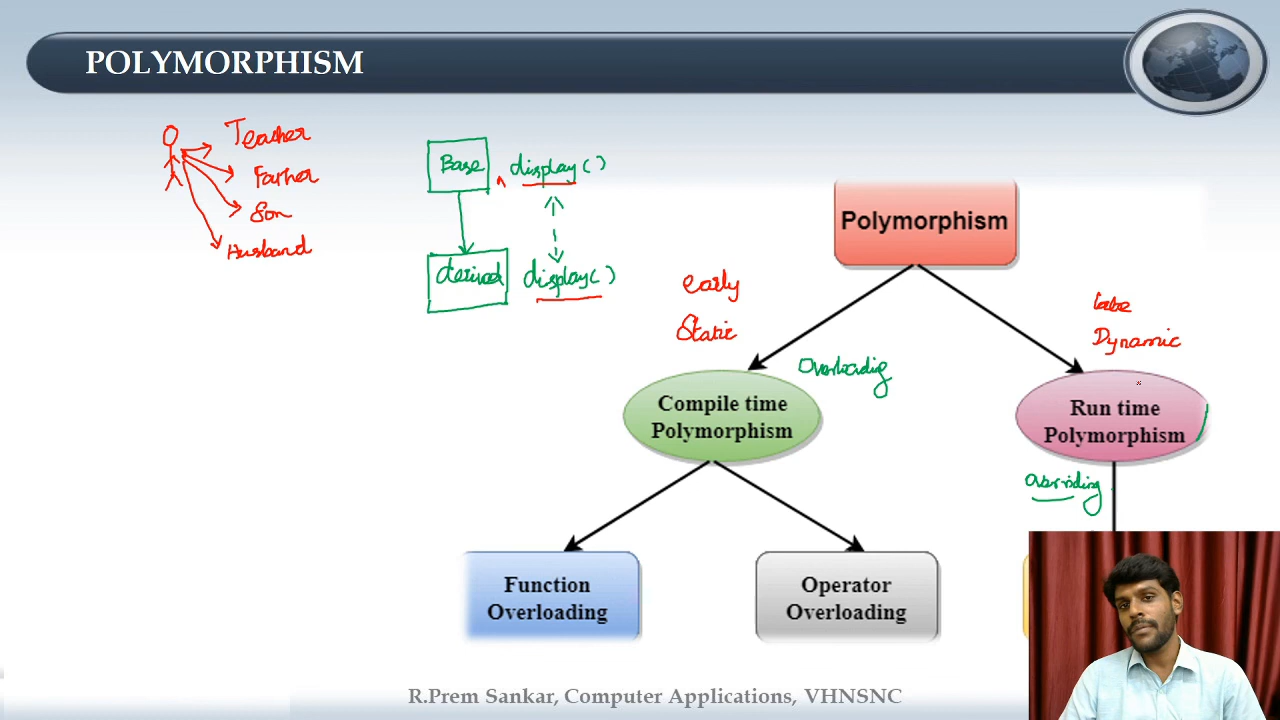 POLYMORPHISM
Teacher
Father
Son
Husband
Base
display()
derived
display()
Polymorphism
early
Static
late
Dynamic
Overloading
Compile time
Polymorphism
Run time
Polymorphism
Overriding
Function
Overloading
Operator
Overloading
R.Prem Sankar, Computer Applications, VHNSNC